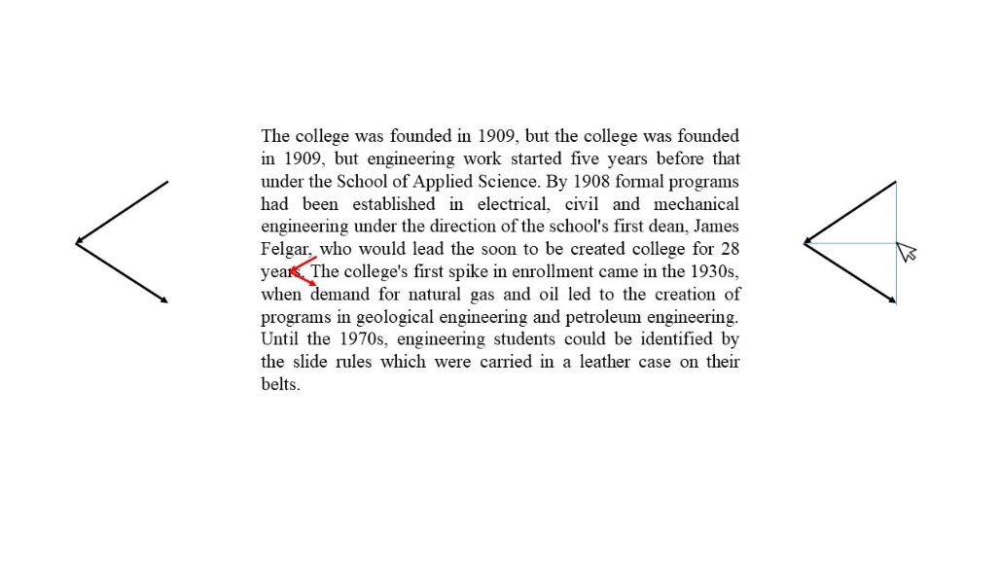 The college was founded in 1909, but the college was founded
in 1909, but engineering work started five years before that
under the School of Applied Science. By 1908 formal programs
had been established in electrical, civil and mechanical
engineering under the direction of the school's first dean, James
Felgar, who would lead the soon to be created college for 28
years. The college's first spike in enrollment came in the 1930s,
when demand for natural gas and oil led to the creation of
programs in geological engineering and petroleum engineering.
Until the 1970s, engineering students could be identified by
the slide rules which were carried in a leather case on their
belts.